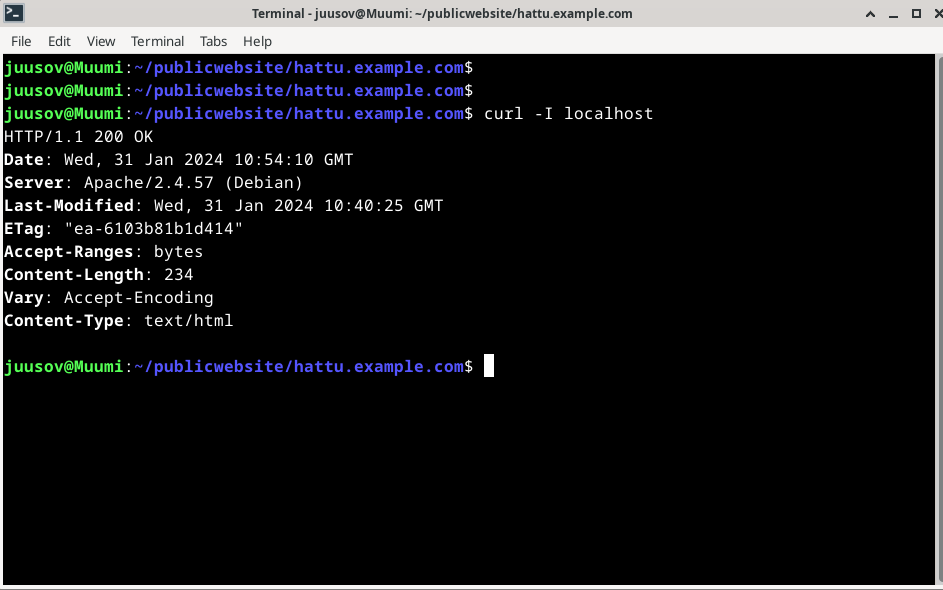 Terminal - juusov@Muumi: ~/publicwebsite/hattu.example.com
File Edit View Terminal Tabs Help
juusov@Muumi:~/publicwebsite/hattu.example.com$
juusov@Muumi:~/publicwebsite/hattu.example.com$
juusov@Muumi:~/publicwebsite/hattu.example.com$ curl -I localhost
HTTP/1.1 200 OK
Date: Wed, 31 Jan 2024 10:54:10 GMT
Server: Apache/2.4.57 (Debian)
Last-Modified: Wed, 31 Jan 2024 10:40:25 GMT
ETag: "ea-6103b81b1d414"
Accept-Ranges: bytes
Content-Length: 234
Vary: Accept-Encoding
Content-Type: text/html
juusov@Muumi:~/publicwebsite/hattu.example.com$